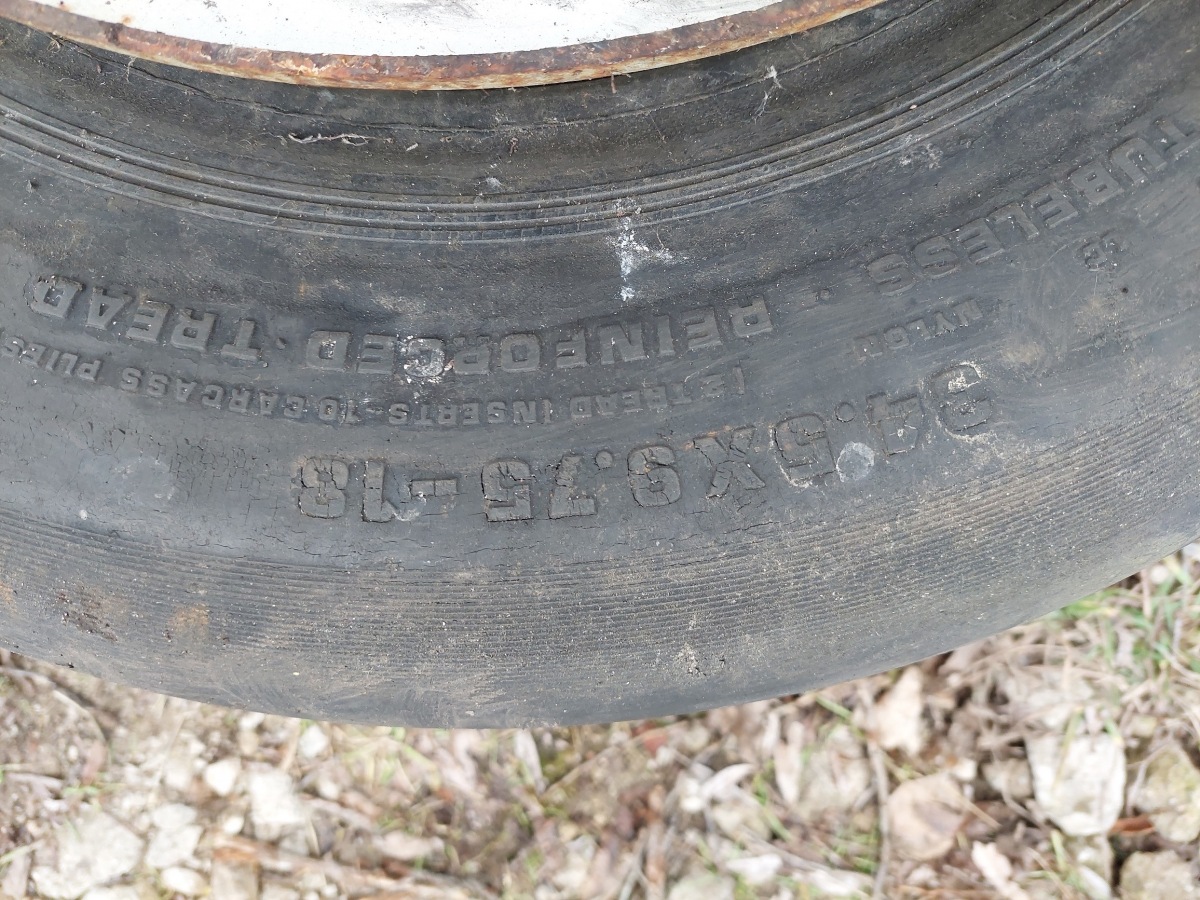 34.5X9.75-18
NYLON 12 TREAD INSERTS-10 CARCASS PLIES
TUBELESS · REINFORCED · TREAD